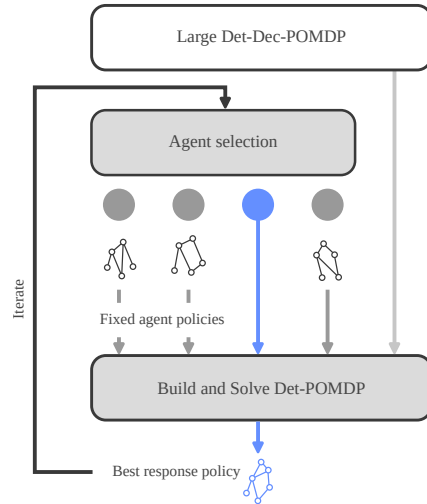 Large Det-Dec-POMDP
Agent selection
Iterate
Fixed agent policies
Build and Solve Det-POMDP
Best response policy